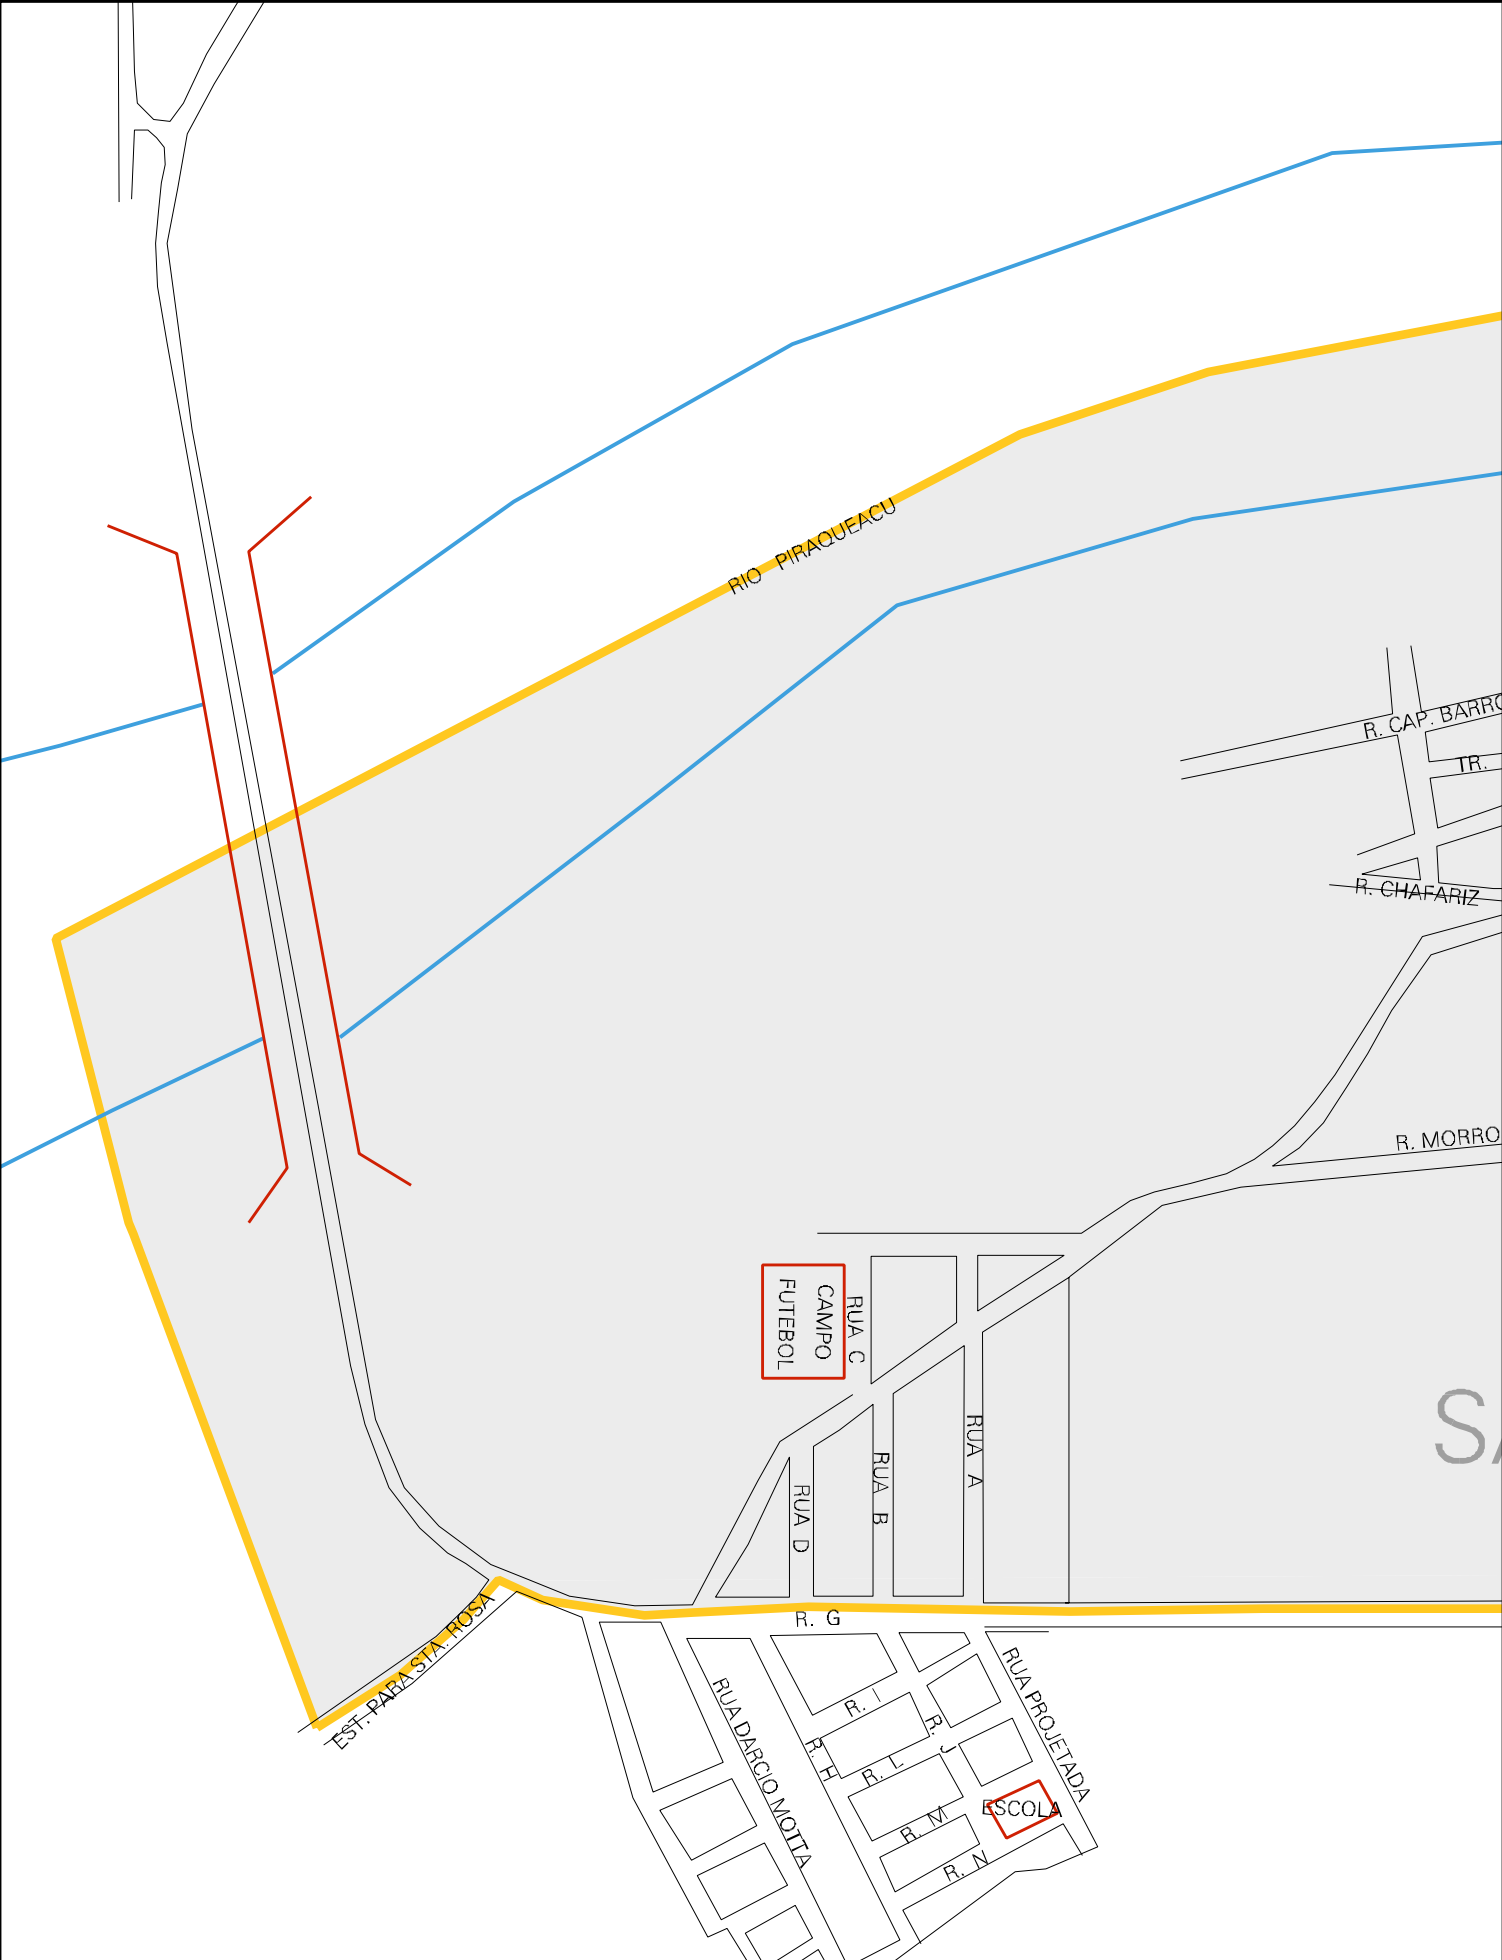 RIO PIRAQUEACU
R. CAP. BARRO
TR.
R. CHAFARIZ
R. MORRO
CAMPO
FUTEBOL
RUA C
RUA A
RUA B
RUA D
SA
R. G
EST. PARA STA. ROSA
RUA PROJETADA
RUA DARCIO MOTTA
R. I
R. J
R. H
R. L
ESCOLA
R. M
R. N